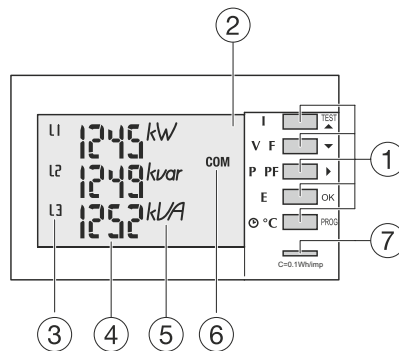 2
L1 1245 kW
L2 1249 kvar
L3 1252 kVA
COM
I TEST
V F
P PF
E OK
°C PROG
C=0.1Wh/imp
1
7
3 4 5 6